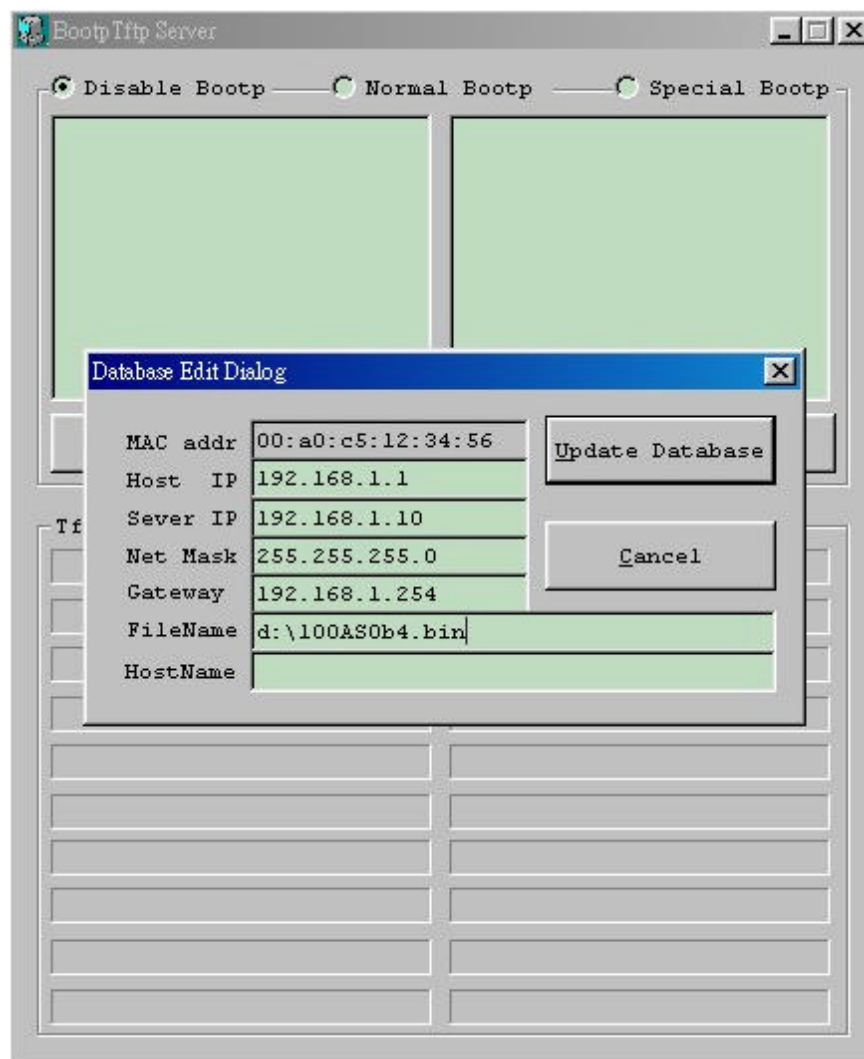 BootpTftp Server
Disable Bootp Normal Bootp Special Bootp
Database Edit Dialog
MAC addr 00:a0:c5:12:34:56
Update Database
Host IP 192.168.1.1
Sever IP 192.168.1.10
Net Mask 255.255.255.0
Cancel
Gateway 192.168.1.254
FileName d:\100AS0b4.bin
HostName
Tf